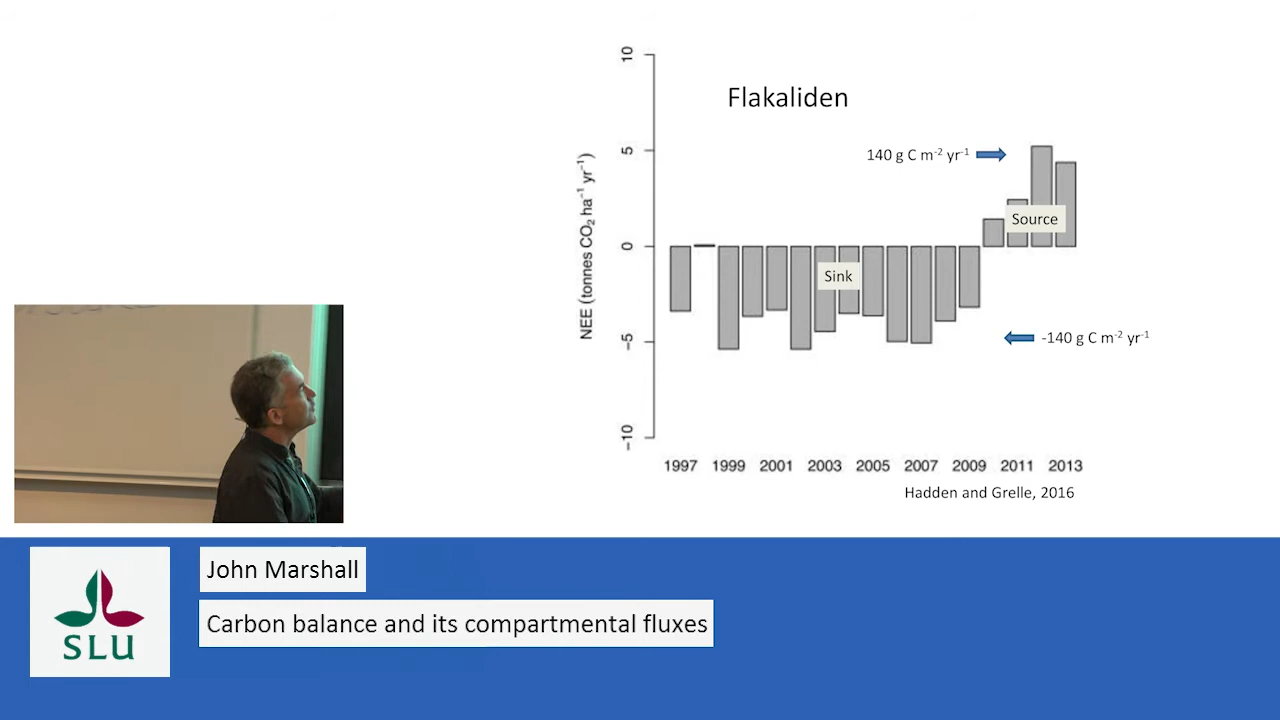 10
Flakaliden
5
140 g C m⁻² yr⁻¹
Source
0
Sink
NEE (tonnes CO₂ ha⁻¹ yr⁻¹)
-5
-140 g C m⁻² yr⁻¹
-10
1997 1999 2001 2003 2005 2007 2009 2011 2013
Hadden and Grelle, 2016
John Marshall
Carbon balance and its compartmental fluxes
SLU